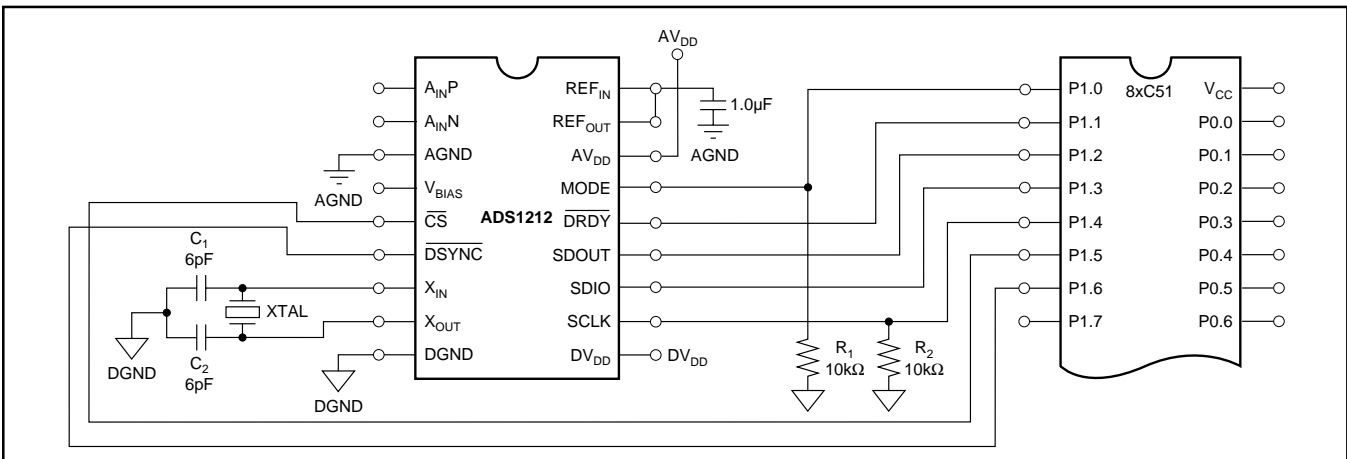 AVDD
AINP
AINN
AGND
VBIAS
CS
DSYNC
XIN
XOUT
DGND
ADS1212
REFIN
REFOUT
AVDD
MODE
DRDY
SDOUT
SDIO
SCLK
DVDD
DVDD
1.0µF
AGND
AGND
C1
6pF
XTAL
C2
6pF
DGND
DGND
R1
10kΩ
R2
10kΩ
8xC51
P1.0
P1.1
P1.2
P1.3
P1.4
P1.5
P1.6
P1.7
VCC
P0.0
P0.1
P0.2
P0.3
P0.4
P0.5
P0.6